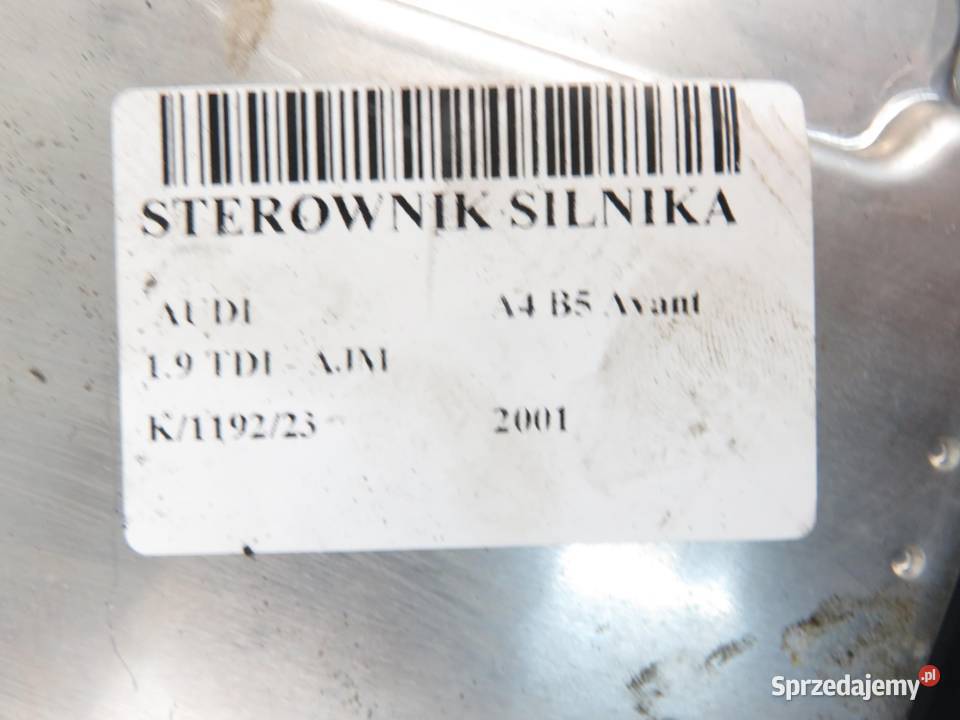 STEROWNIK SILNIKA
AUDI A4 B5 Avant
1.9 TDI - AJM
K/1192/23 2001
Sprzedajemy.pl